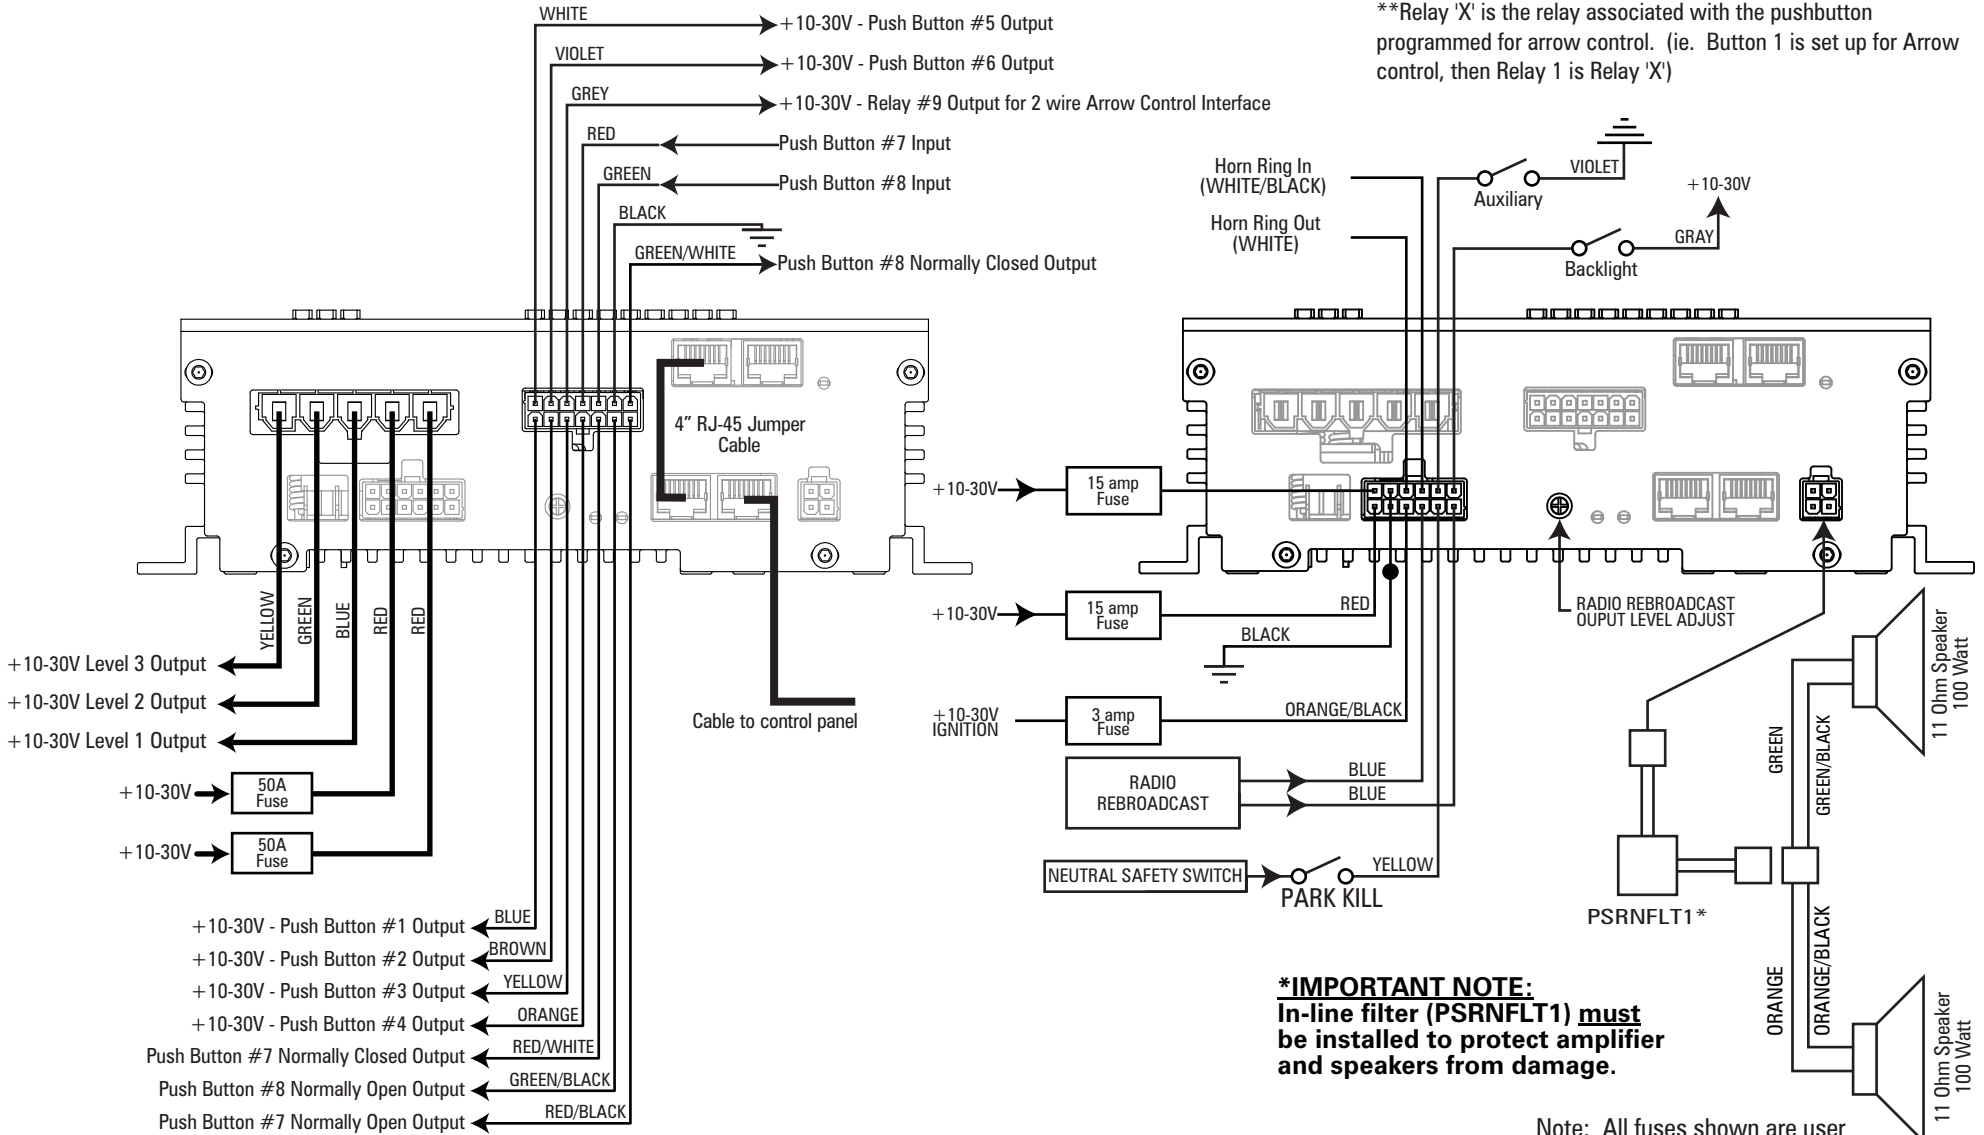 WHITE
+10-30V - Push Button #5 Output
VIOLET
+10-30V - Push Button #6 Output
GREY
+10-30V - Relay #9 Output for 2 wire Arrow Control Interface
RED
Push Button #7 Input
GREEN
Push Button #8 Input
BLACK
GREEN/WHITE
Push Button #8 Normally Closed Output
4” RJ-45 Jumper
Cable
YELLOW
GREEN
BLUE
RED
RED
+10-30V Level 3 Output
+10-30V Level 2 Output
+10-30V Level 1 Output
Cable to control panel
+10-30V
50A
Fuse
+10-30V
50A
Fuse
+10-30V - Push Button #1 Output
BLUE
+10-30V - Push Button #2 Output
BROWN
+10-30V - Push Button #3 Output
YELLOW
+10-30V - Push Button #4 Output
ORANGE
Push Button #7 Normally Closed Output
RED/WHITE
Push Button #8 Normally Open Output
GREEN/BLACK
Push Button #7 Normally Open Output
RED/BLACK
**Relay 'X' is the relay associated with the pushbutton
programmed for arrow control. (ie. Button 1 is set up for Arrow
control, then Relay 1 is Relay 'X')
Horn Ring In
(WHITE/BLACK)
Horn Ring Out
(WHITE)
VIOLET
Auxiliary
+10-30V
GRAY
Backlight
+10-30V
15 amp
Fuse
+10-30V
15 amp
Fuse
RED
BLACK
+10-30V
IGNITION
3 amp
Fuse
ORANGE/BLACK
RADIO
REBROADCAST
BLUE
BLUE
NEUTRAL SAFETY SWITCH
YELLOW
PARK KILL
RADIO REBROADCAST
OUPUT LEVEL ADJUST
11 Ohm Speaker
100 Watt
GREEN
GREEN/BLACK
PSRNFLT1*
ORANGE
ORANGE/BLACK
11 Ohm Speaker
100 Watt
*IMPORTANT NOTE:
In-line filter (PSRNFLT1) must
be installed to protect amplifier
and speakers from damage.
Note: All fuses shown are user